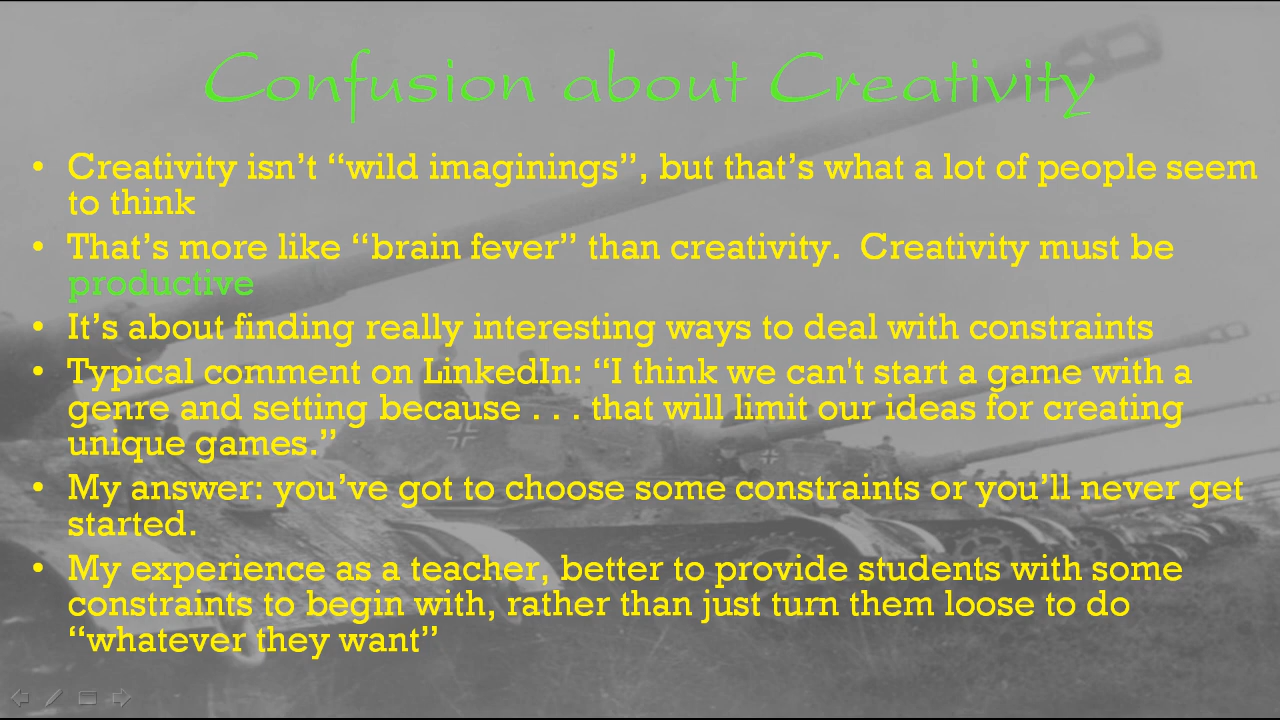 Confusion about Creativity
• Creativity isn’t “wild imaginings”, but that’s what a lot of people seem
to think
• That’s more like “brain fever” than creativity.  Creativity must be
productive
• It’s about finding really interesting ways to deal with constraints
• Typical comment on LinkedIn: “I think we can't start a game with a
genre and setting because . . . that will limit our ideas for creating
unique games.”
• My answer: you’ve got to choose some constraints or you’ll never get
started.
• My experience as a teacher, better to provide students with some
constraints to begin with, rather than just turn them loose to do
“whatever they want”